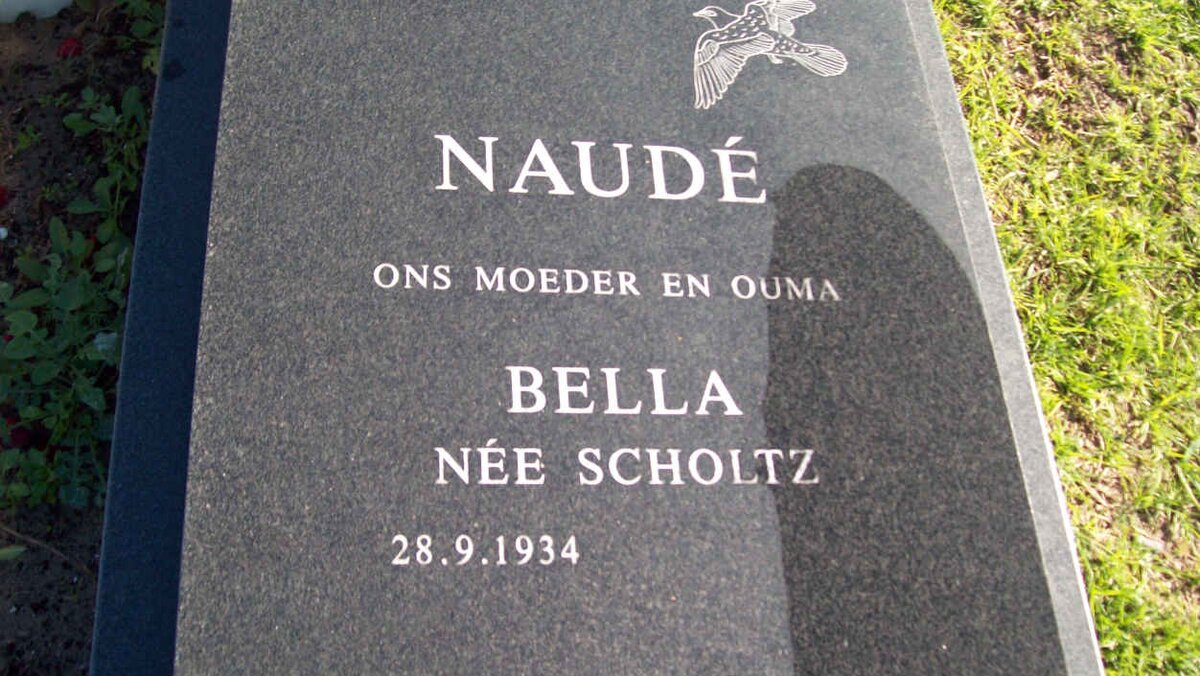 NAUDÉ
ONS MOEDER EN OUMA
BELLA
NÉE SCHOLTZ
28.9.1934